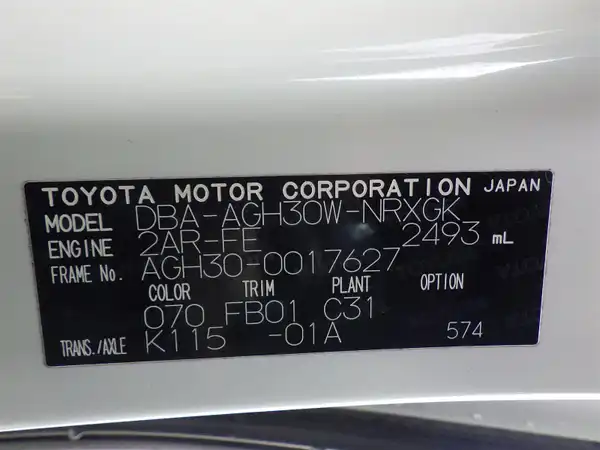 TOYOTA MOTOR CORPORATION JAPAN
MODEL DBA-AGH30W-NRXGK
ENGINE 2AR-FE 2493 mL
FRAME No. AGH30-0017627
COLOR TRIM PLANT OPTION
070 FB01 C31
TRANS./AXLE K115 -01A 574